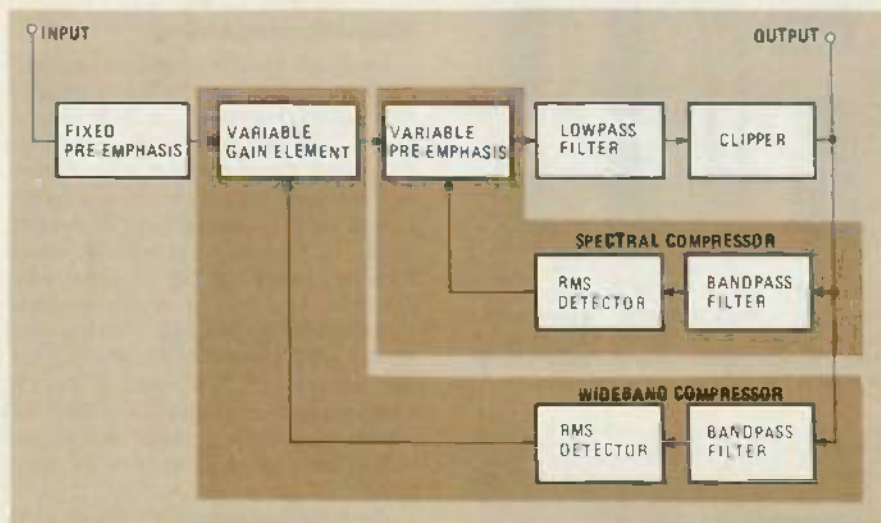 INPUT
OUTPUT
FIXED
PRE EMPHASIS
VARIABLE
GAIN ELEMENT
VARIABLE
PRE EMPHASIS
LOWPASS
FILTER
CLIPPER
SPECTRAL COMPRESSOR
RMS
DETECTOR
BANDPASS
FILTER
WIDEBAND COMPRESSOR
RMS
DETECTOR
BANDPASS
FILTER